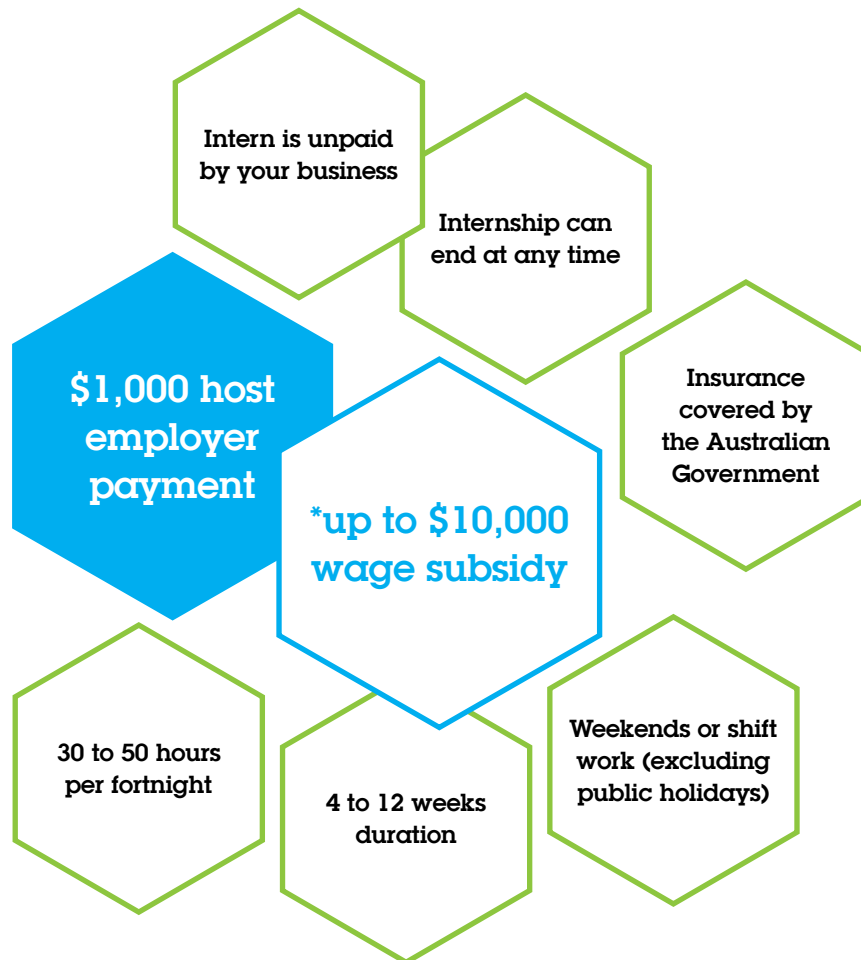 Intern is unpaid
by your business
Internship can
end at any time
$1,000 host
employer
payment
Insurance
covered by
the Australian
Government
*up to $10,000
wage subsidy
30 to 50 hours
per fortnight
4 to 12 weeks
duration
Weekends or shift
work (excluding
public holidays)